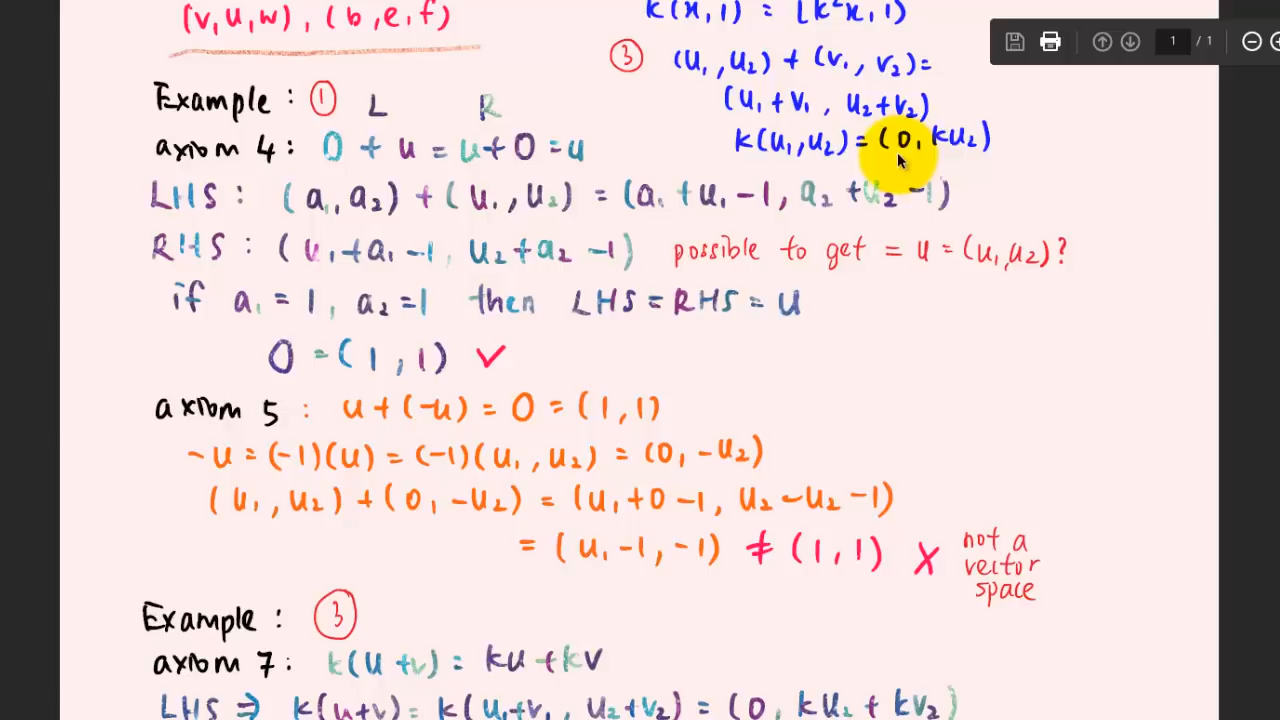 (v,u,w), (b,e,f)
k(x,1) = (k²x,1)
③ (u₁,u₂) + (v₁,v₂) =
(u₁+v₁, u₂+v₂)
k(u₁,u₂) = (0, ku₂)
1 / 1
Example : ① L R
axiom 4: 0 + u = u+0 = u
LHS : (a₁,a₂) + (u₁,u₂) = (a₁+u₁-1, a₂+u₂-1)
RHS : (u₁+a₁-1, u₂+a₂-1) possible to get = u = (u₁,u₂)?
if a₁ = 1, a₂ =1 then LHS = RHS = u
0 = (1,1) ✓
axiom 5 : u + (-u) = 0 = (1,1)
-u = (-1)(u) = (-1)(u₁,u₂) = (0,-u₂)
(u₁,u₂) + (0,-u₂) = (u₁+0-1, u₂-u₂-1)
= (u₁-1,-1) ≠ (1,1) X not a
vector
space
Example : ③
axiom 7: k(u+v) = ku+kv
LHS ⇒ k(u+v) = k(u₁+v₁, u₂+v₂) = (0, ku₂+kv₂)